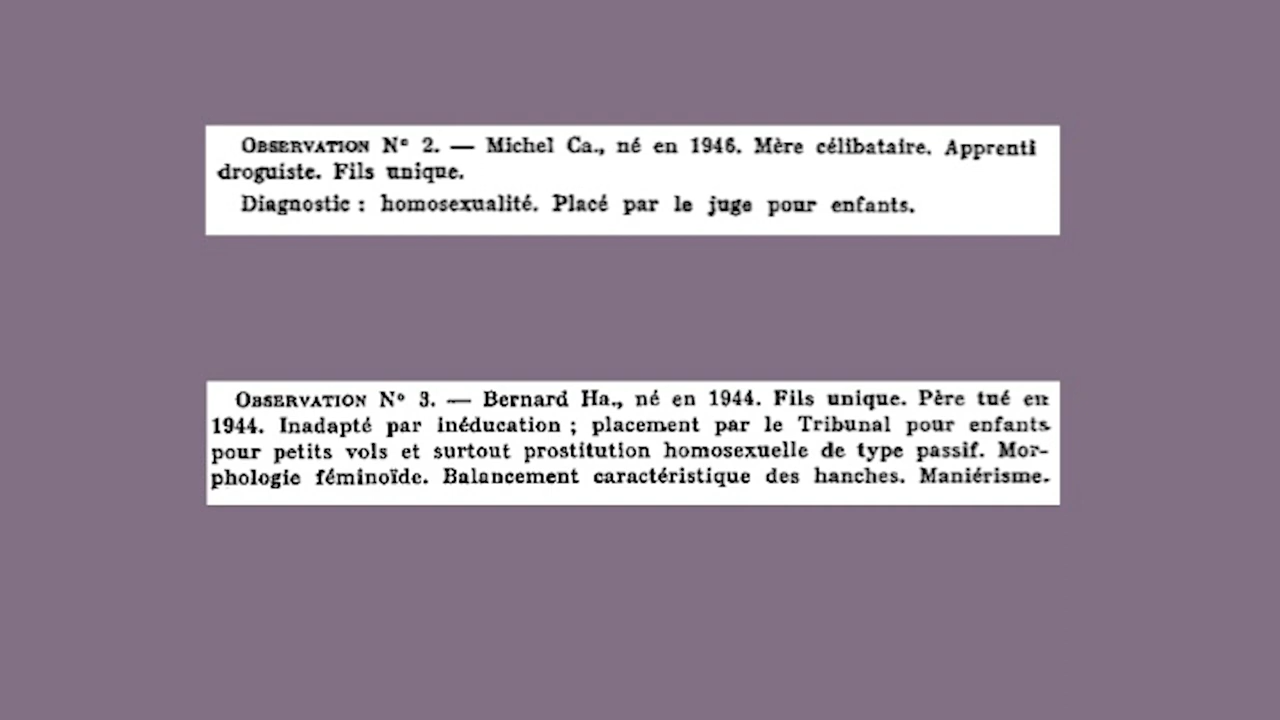 OBSERVATION N° 2. — Michel Ca., né en 1946. Mère célibataire. Apprenti
droguiste. Fils unique.
Diagnostic : homosexualité. Placé par le juge pour enfants.
OBSERVATION N° 3. — Bernard Ha., né en 1944. Fils unique. Père tué en
1944. Inadapté par inéducation ; placement par le Tribunal pour enfants
pour petits vols et surtout prostitution homosexuelle de type passif. Mor-
phologie féminoïde. Balancement caractéristique des hanches. Maniérisme.